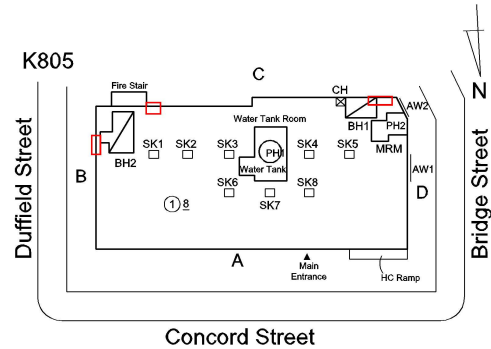 K805
Fire Stair
C
CH
N
Water Tank Room
BH1
AW2
PH2
MRM
BH2
SK1
SK2
SK3
PH1
Water Tank
SK4
SK5
AW1
B
D
SK6
SK7
SK8
1 8
A
Main
Entrance
HC Ramp
Duffield Street
Bridge Street
Concord Street